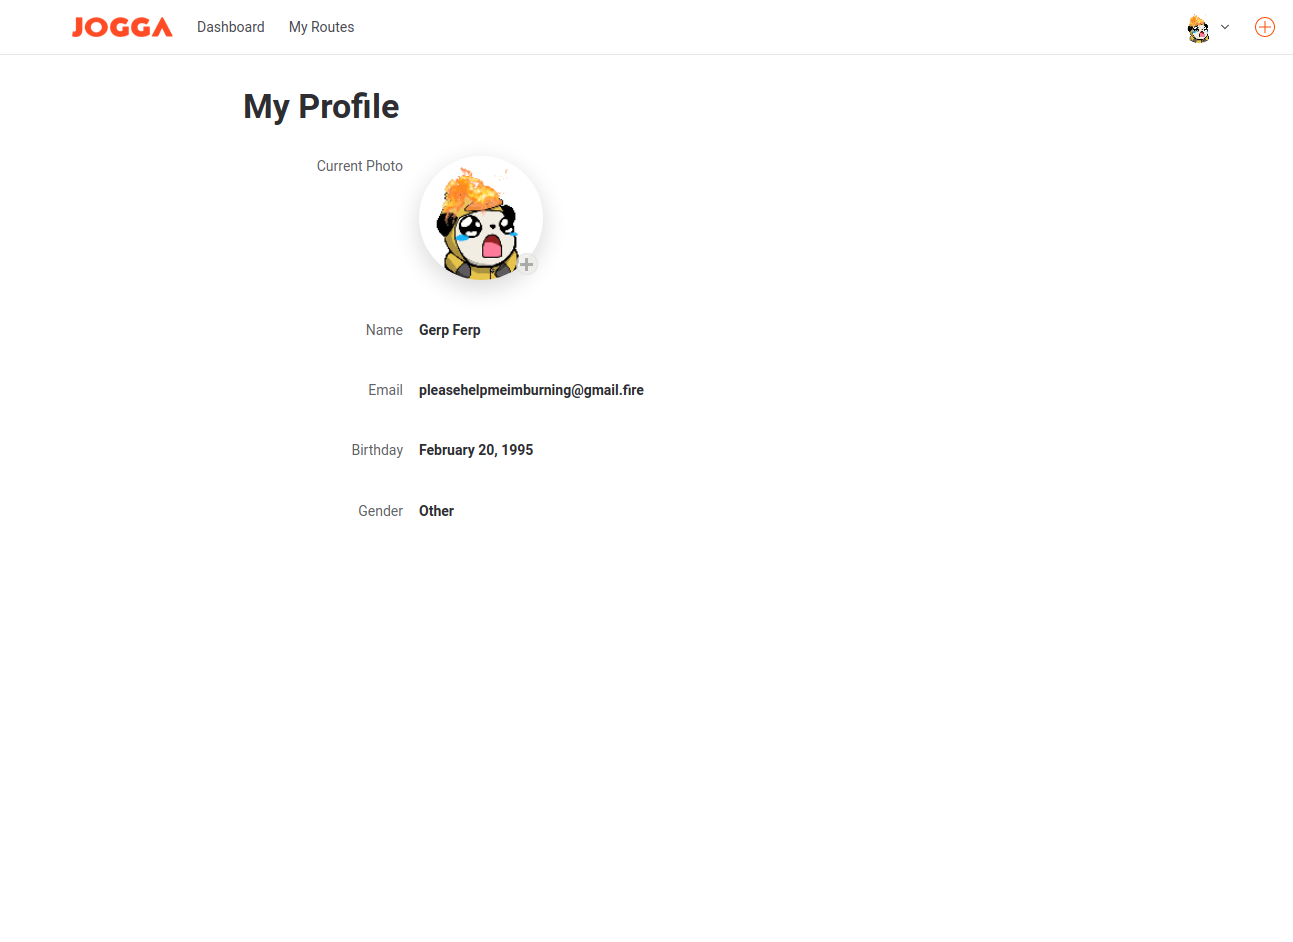 JOGGA Dashboard My Routes
My Profile
Current Photo
Name Gerp Ferp
Email pleasehelpmeimburning@gmail.fire
Birthday February 20, 1995
Gender Other